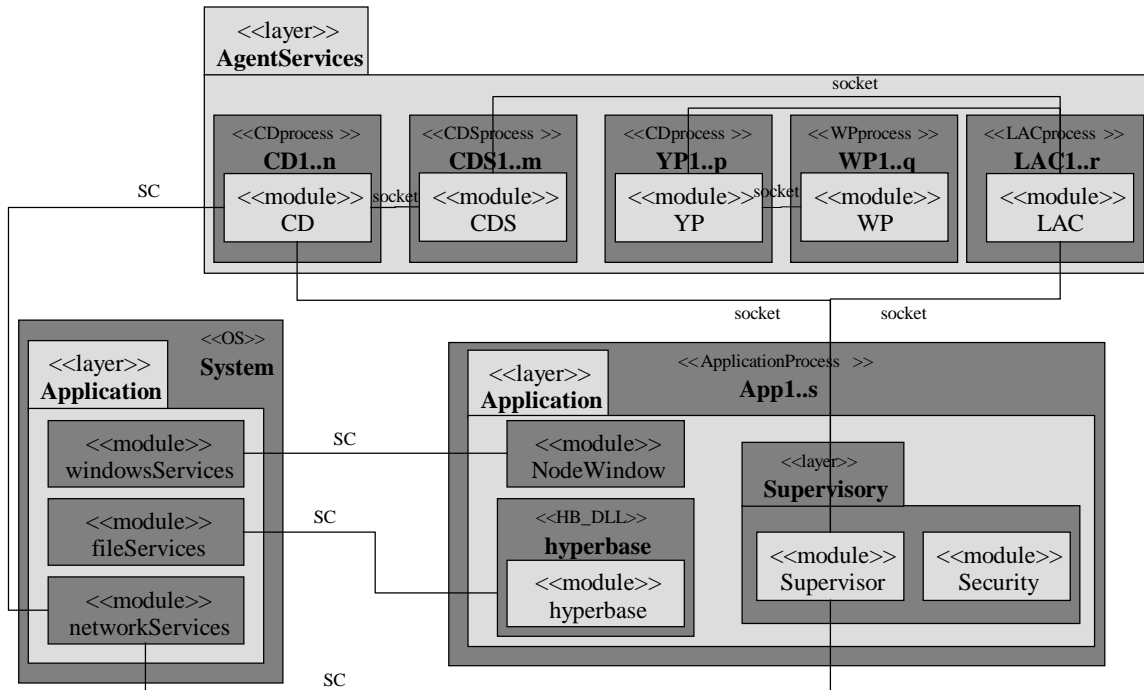 <<layer>>
AgentServices
socket
<<CDprocess >>
CD1..n
<<module>>
CD
<<CDSprocess >>
CDS1..m
<<module>>
CDS
<<CDprocess >>
YP1..p
<<module>>
YP
<<WPprocess >>
WP1..q
<<module>>
WP
<<LACprocess >>
LAC1..r
<<module>>
LAC
SC
socket
socket
socket
socket
<<OS>>
System
<<layer>>
Application
<<module>>
windowsServices
<<module>>
fileServices
<<module>>
networkServices
SC
SC
SC
<<ApplicationProcess >>
App1..s
<<layer>>
Application
<<module>>
NodeWindow
<<HB_DLL>>
hyperbase
<<module>>
hyperbase
<<layer>>
Supervisory
<<module>>
Supervisor
<<module>>
Security